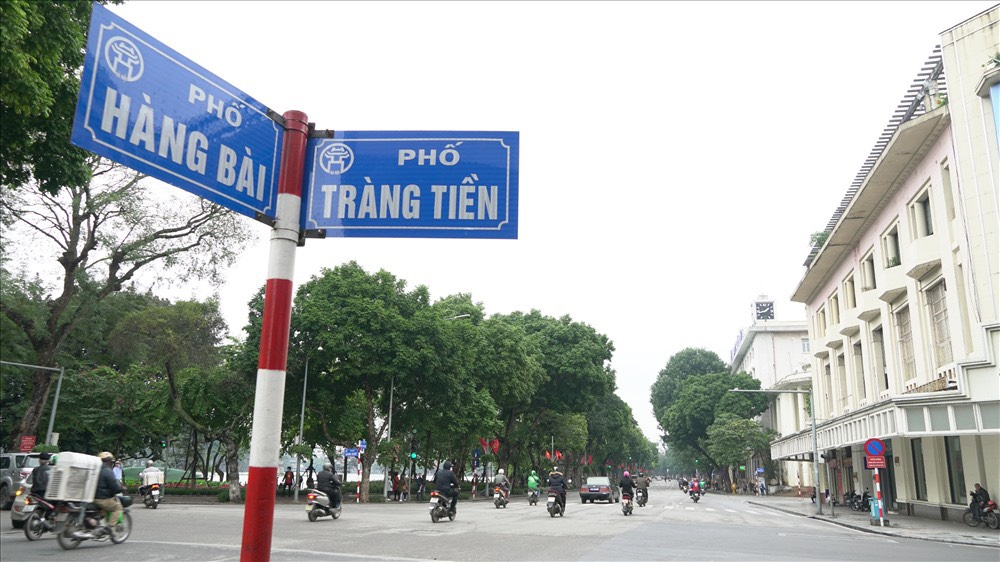 PHỐ
HÀNG BÀI
PHỐ
TRÀNG TIỀN